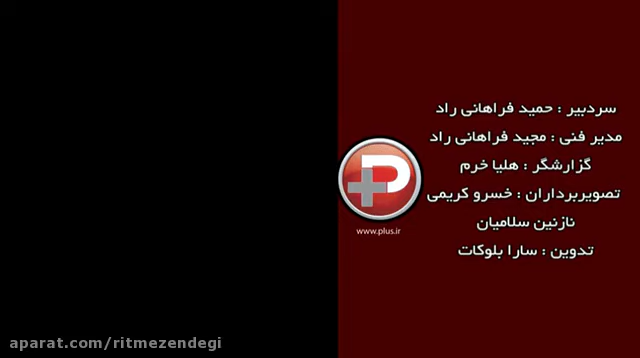 سردبیر : حمید فراهانی راد
مدیر فنی : مجید فراهانی راد
گزارشگر : هلیا خرم
تصویربرداران : خسرو کریمی
نازنین سلامیان
تدوین : سارا بلوکات
P
www.plus.ir
aparat.com/ritmezendegi